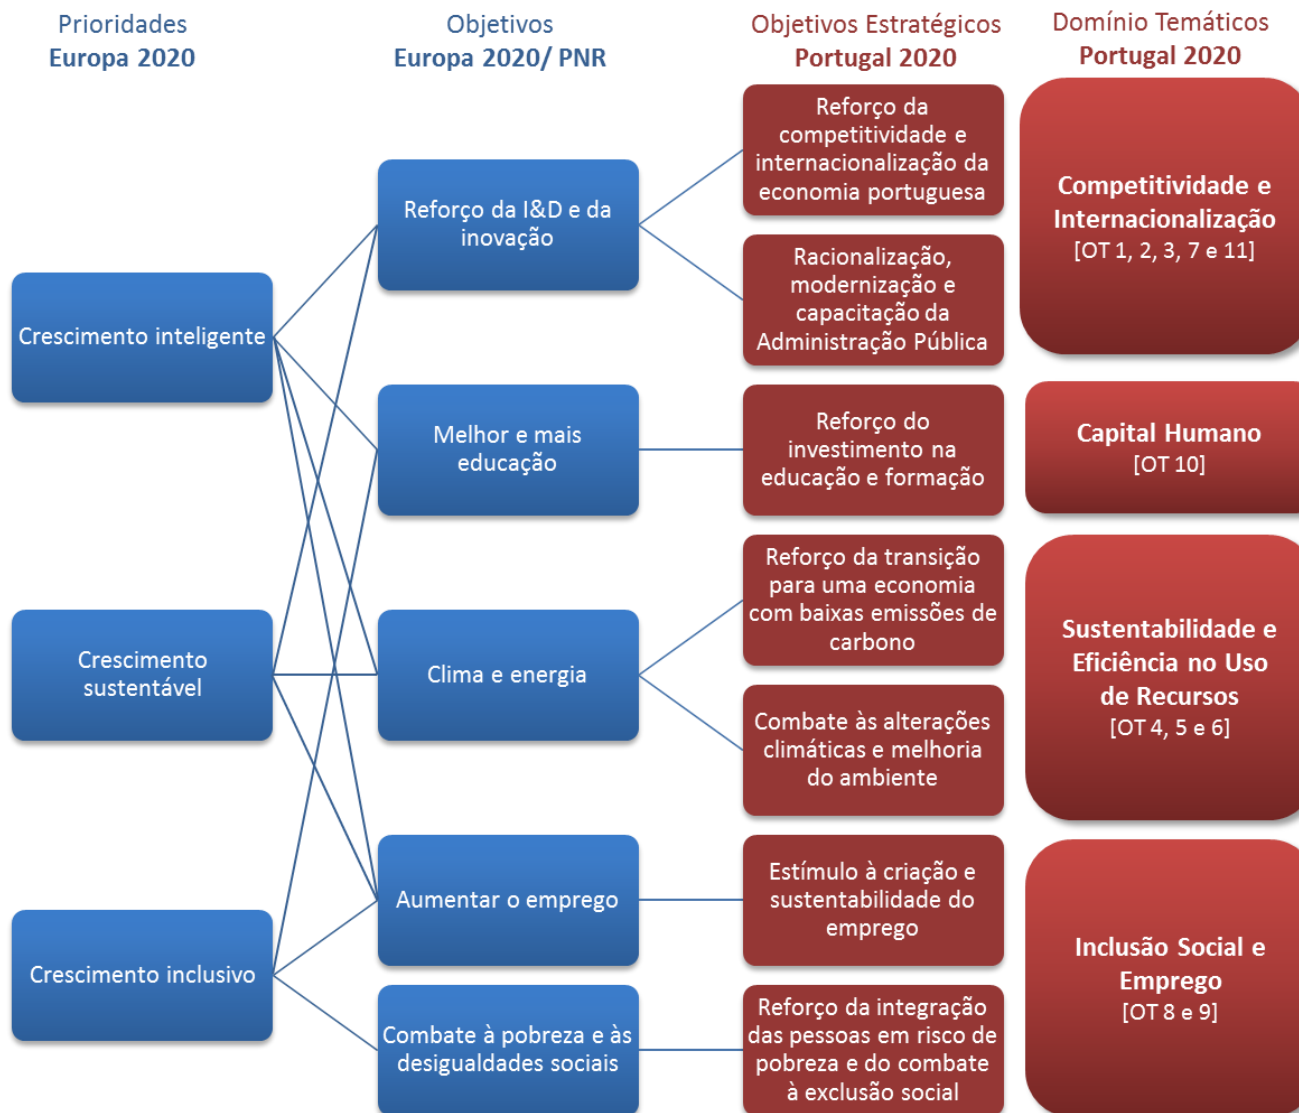 Prioridades
Europa 2020
Objetivos
Europa 2020/ PNR
Objetivos Estratégicos
Portugal 2020
Domínio Temáticos
Portugal 2020
Crescimento inteligente
Crescimento
sustentável
Crescimento inclusivo
Reforço da I&D e da
inovação
Melhor e mais
educação
Clima e energia
Aumentar o emprego
Combate à pobreza e às
desigualdades sociais
Reforço da
competitividade e
internacionalização da
economia portuguesa
Racionalização,
modernização e
capacitação da
Administração Pública
Reforço do
investimento na
educação e formação
Reforço da transição
para uma economia
com baixas emissões de
carbono
Combate às alterações
climáticas e melhoria
do ambiente
Estímulo à criação e
sustentabilidade do
emprego
Reforço da integração
das pessoas em risco de
pobreza e do combate
à exclusão social
Competitividade e
Internacionalização
[OT 1, 2, 3, 7 e 11]
Capital Humano
[OT 10]
Sustentabilidade e
Eficiência no Uso
de Recursos
[OT 4, 5 e 6]
Inclusão Social e
Emprego
[OT 8 e 9]